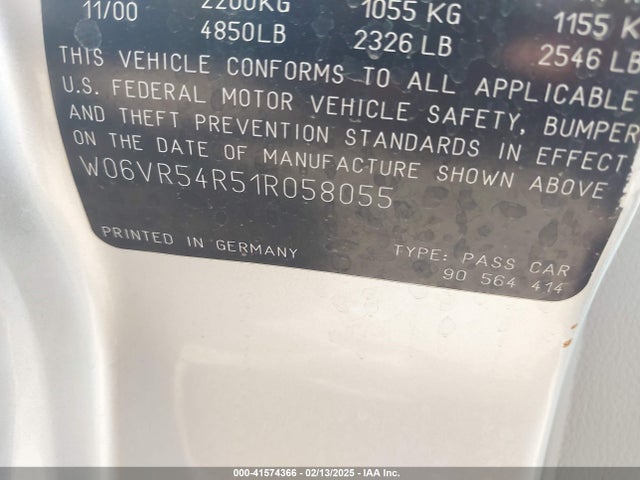 11/00 2200KG 1055 KG 1155 K
4850LB 2326 LB 2546 LB
THIS VEHICLE CONFORMS TO ALL APPLICABLE
U.S. FEDERAL MOTOR VEHICLE SAFETY, BUMPER
AND THEFT PREVENTION STANDARDS IN EFFECT
ON THE DATE OF MANUFACTURE SHOWN ABOVE
W06VR54R51R058055
PRINTED IN GERMANY TYPE: PASS CAR
90 564 414
000-41574366 | 02/13/2025 - IAA Inc.